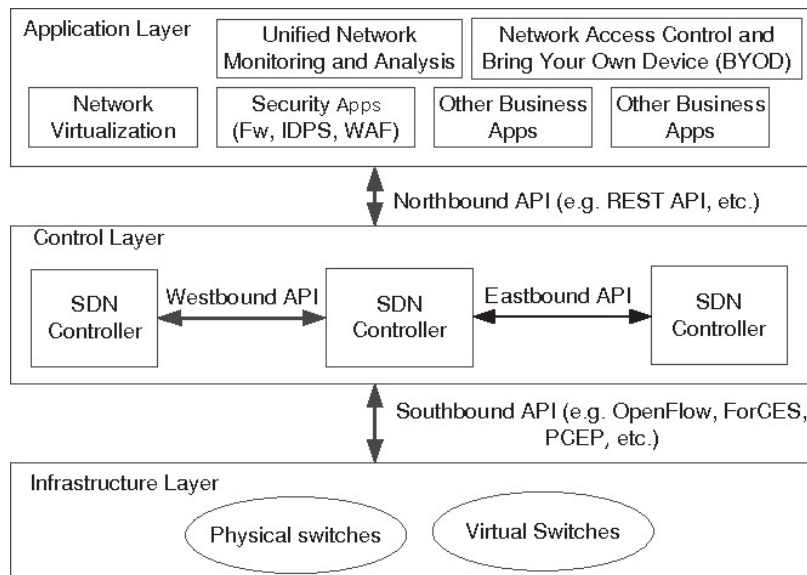 Application Layer
Unified Network
Monitoring and Analysis
Network Access Control and
Bring Your Own Device (BYOD)
Network
Virtualization
Security Apps
(Fw, IDPS, WAF)
Other Business
Apps
Other Business
Apps
Northbound API (e.g. REST API, etc.)
Control Layer
SDN
Controller
Westbound API
SDN
Controller
Eastbound API
SDN
Controller
Southbound API (e.g. OpenFlow, ForCES,
PCEP, etc.)
Infrastructure Layer
Physical switches
Virtual Switches